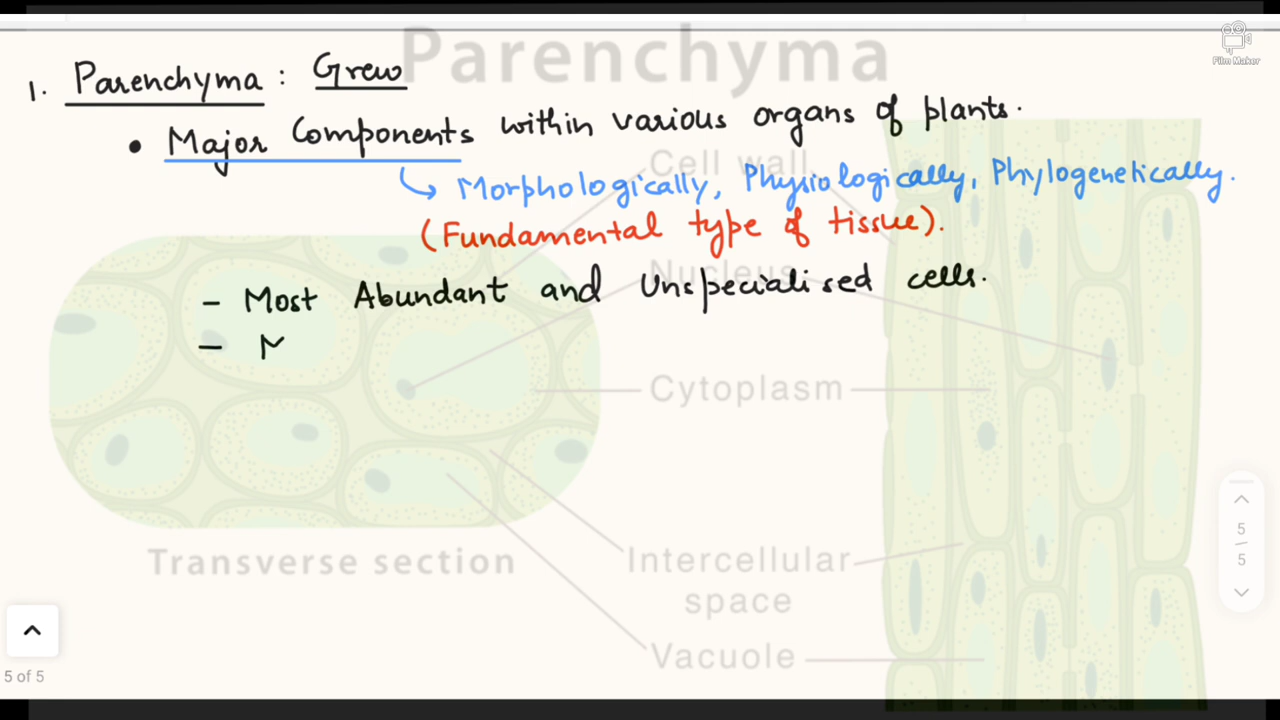 Parenchyma
Film Maker
1. Parenchyma : Grew
• Major Components within various organs of plants.
Morphologically, Physiologically, Phylogenetically.
(Fundamental type of tissue).
- Most Abundant and Unspecialised cells.
- M
Cell wall
Nucleus
Cytoplasm
Intercellular
space
Vacuole
Transverse section
5
5
5 of 5